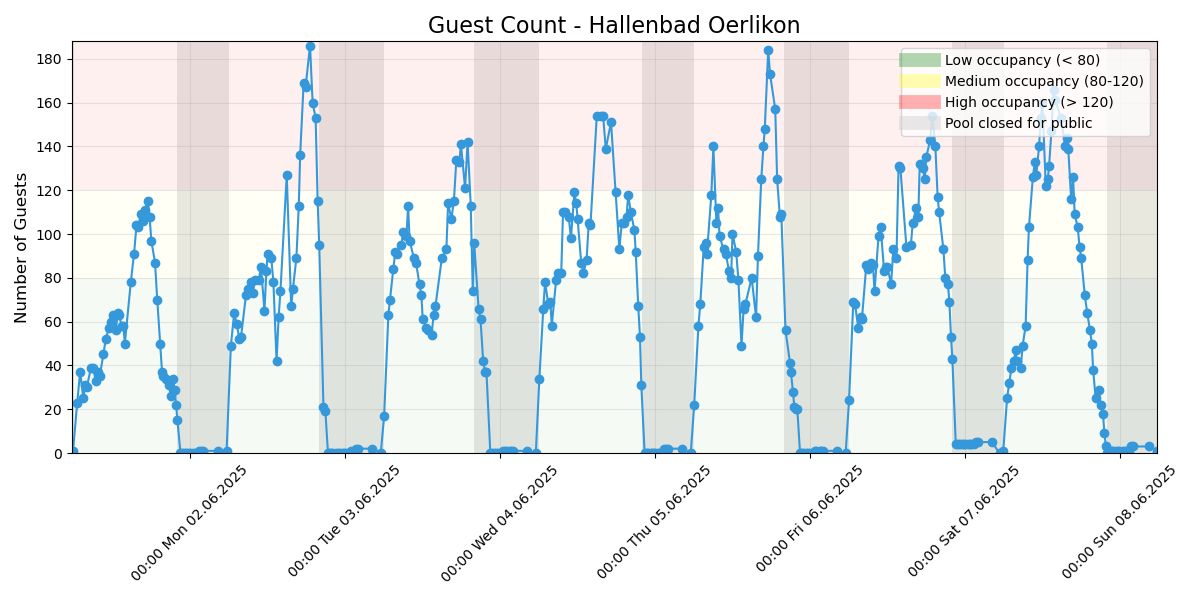 Guest Count - Hallenbad Oerlikon
Number of Guests
180
160
140
120
100
80
60
40
20
0
Low occupancy (< 80)
Medium occupancy (80-120)
High occupancy (> 120)
Pool closed for public
00:00 Mon 02.06.2025
00:00 Tue 03.06.2025
00:00 Wed 04.06.2025
00:00 Thu 05.06.2025
00:00 Fri 06.06.2025
00:00 Sat 07.06.2025
00:00 Sun 08.06.2025